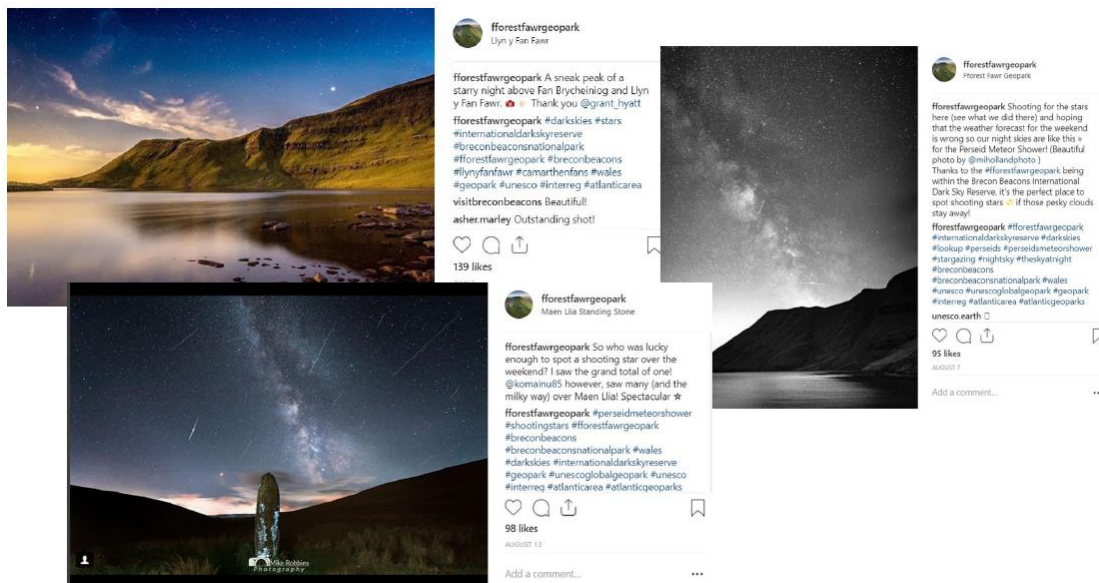 fforestfawrgeopark
Llyn y Fan Fawr
fforestfawrgeopark A sneak peak of a
starry night above Fan Brycheiniog and Llyn
y Fan Fawr. Thank you @grant_hyatt
fforestfawrgeopark #darkskies #stars
#internationaldarkskyreserve
#breconbeaconsnationalpark
#fforestfawrgeopark #breconbeacons
#llynyfanfawr #camarthenfans #wales
#geopark #unesco #interreg #atlanticarea
visitbreconbeacons Beautiful!
asher.marley Outstanding shot!
139 likes
fforestfawrgeopark
Fforest Fawr Geopark
fforestfawrgeopark Shooting for the stars
here (see what we did there) and hoping
that the weather forecast for the weekend
is wrong so our night skies are like this
for the Perseid Meteor Shower! (Beautiful
photo by @mihollandphoto )
Thanks to the #fforestfawrgeopark being
within the Brecon Beacons International
Dark Sky Reserve, it's the perfect place to
spot shooting stars if those pesky clouds
stay away!
fforestfawrgeopark #fforestfawrgeopark
#internationaldarkskyreserve #darkskies
#lookup #perseids #perseidsmeteorshower
#stargazing #nightsky #theskyatnight
#breconbeacons
#breconbeaconsnationalpark #wales
#unesco #unescoglobalgeopark #geopark
#interreg #atlanticarea #atlanticgeoparks
unesco.earth
95 likes
AUGUST 7
Add a comment...
fforestfawrgeopark
Maen Llia Standing Stone
fforestfawrgeopark So who was lucky
enough to spot a shooting star over the
weekend? I saw the grand total of one!
@komainu85 however, saw many (and the
milky way) over Maen Llia! Spectacular
fforestfawrgeopark #perseidmeteorshower
#shootingstars #fforestfawrgeopark
#breconbeacons
#breconbeaconsnationalpark #wales
#darkskies #internationaldarkskyreserve
#geopark #unescoglobalgeopark #unesco
#interreg #atlanticarea #atlanticgeoparks
98 likes
AUGUST 13
Add a comment...
Mike Robbins
Photography